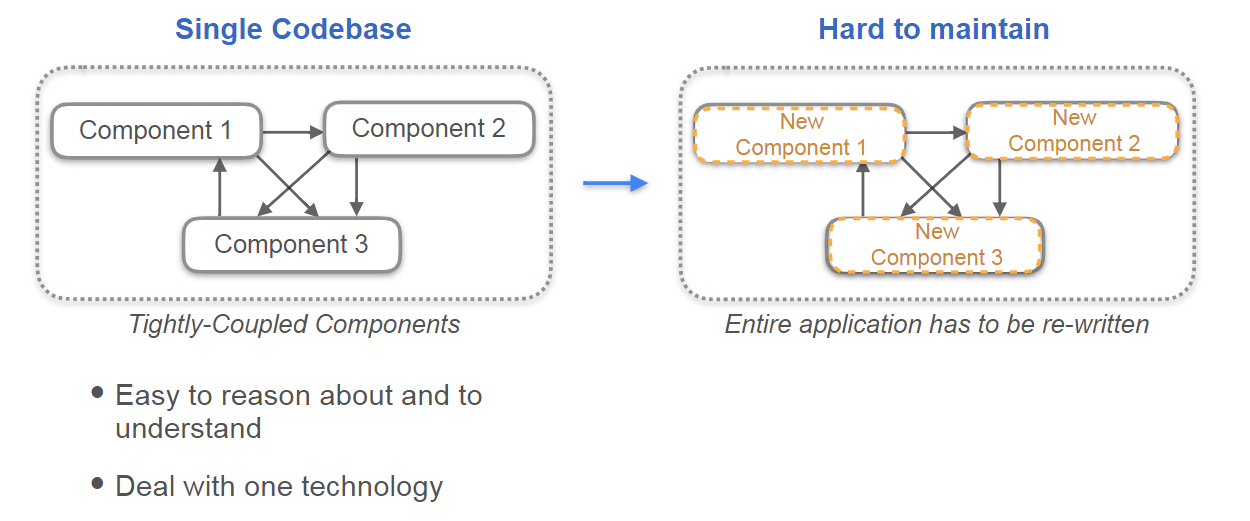 Single Codebase
Component 1
Component 2
Component 3
Tightly-Coupled Components
• Easy to reason about and to
understand
• Deal with one technology
Hard to maintain
New
Component 1
New
Component 2
New
Component 3
Entire application has to be re-written